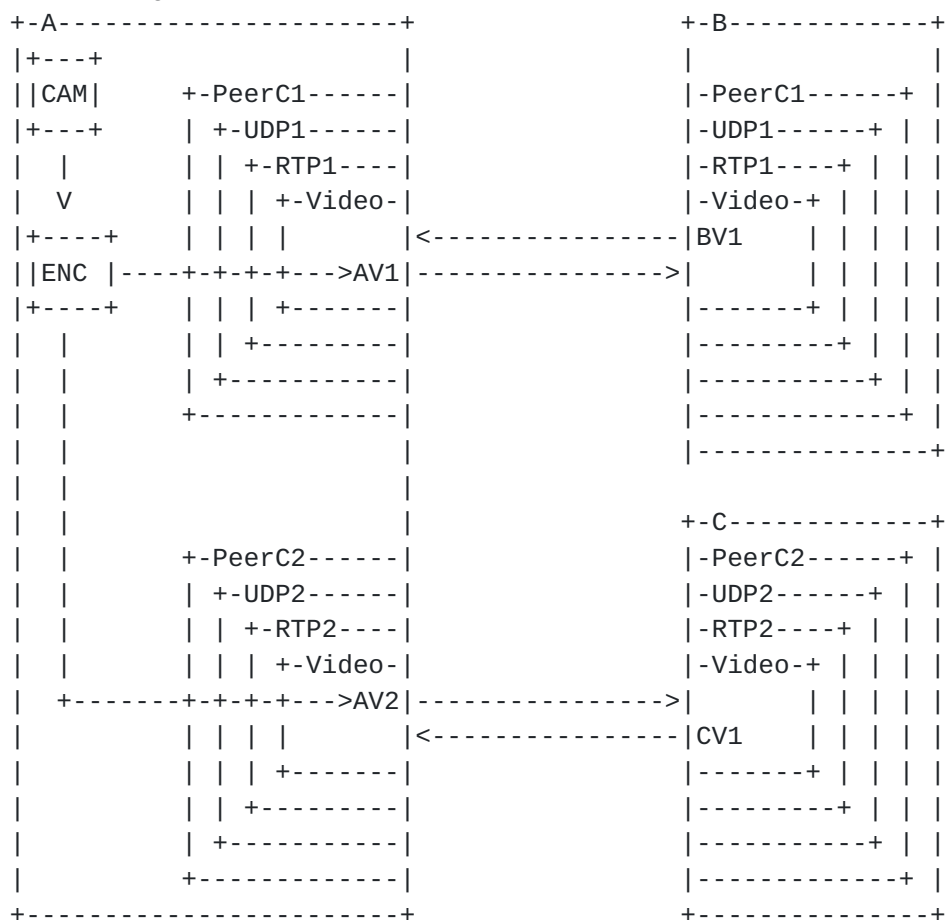 +-A----------------------+                 +-B-------------+
|+---+                   |                 |               |
||CAM|     +-PeerC1------|                 |-PeerC1------+ |
|+---+     | +-UDP1------|                 |-UDP1------+ | |
|  |       | | +-RTP1----|                 |-RTP1----+ | | |
|  V       | | | +-Video-|                 |-Video-+ | | | |
|+----+    | | | |       |<----------------|BV1    | | | | |
||ENC |----+-+-+-+--->AV1|---------------->|       | | | | |
|+----+    | | | +-------|                 |-------+ | | | |
|  |       | | +---------|                 |---------+ | | |
|  |       | +-----------|                 |-----------+ | |
|  |       +-------------|                 |-------------+ |
|  |                     |                 |---------------+
|  |                     |
|  |                     |                 +-C-------------+
|  |       +-PeerC2------|                 |-PeerC2------+ |
|  |       | +-UDP2------|                 |-UDP2------+ | |
|  |       | | +-RTP2----|                 |-RTP2----+ | | |
|  |       | | | +-Video-|                 |-Video-+ | | | |
|  +-------+-+-+-+--->AV2|---------------->|       | | | | |
|          | | | |       |<----------------|CV1    | | | | |
|          | | | +-------|                 |-------+ | | | |
|          | | +---------|                 |---------+ | | |
|          | +-----------|                 |-----------+ | |
|          +-------------|                 |-------------+ |
+------------------------+                 +---------------+